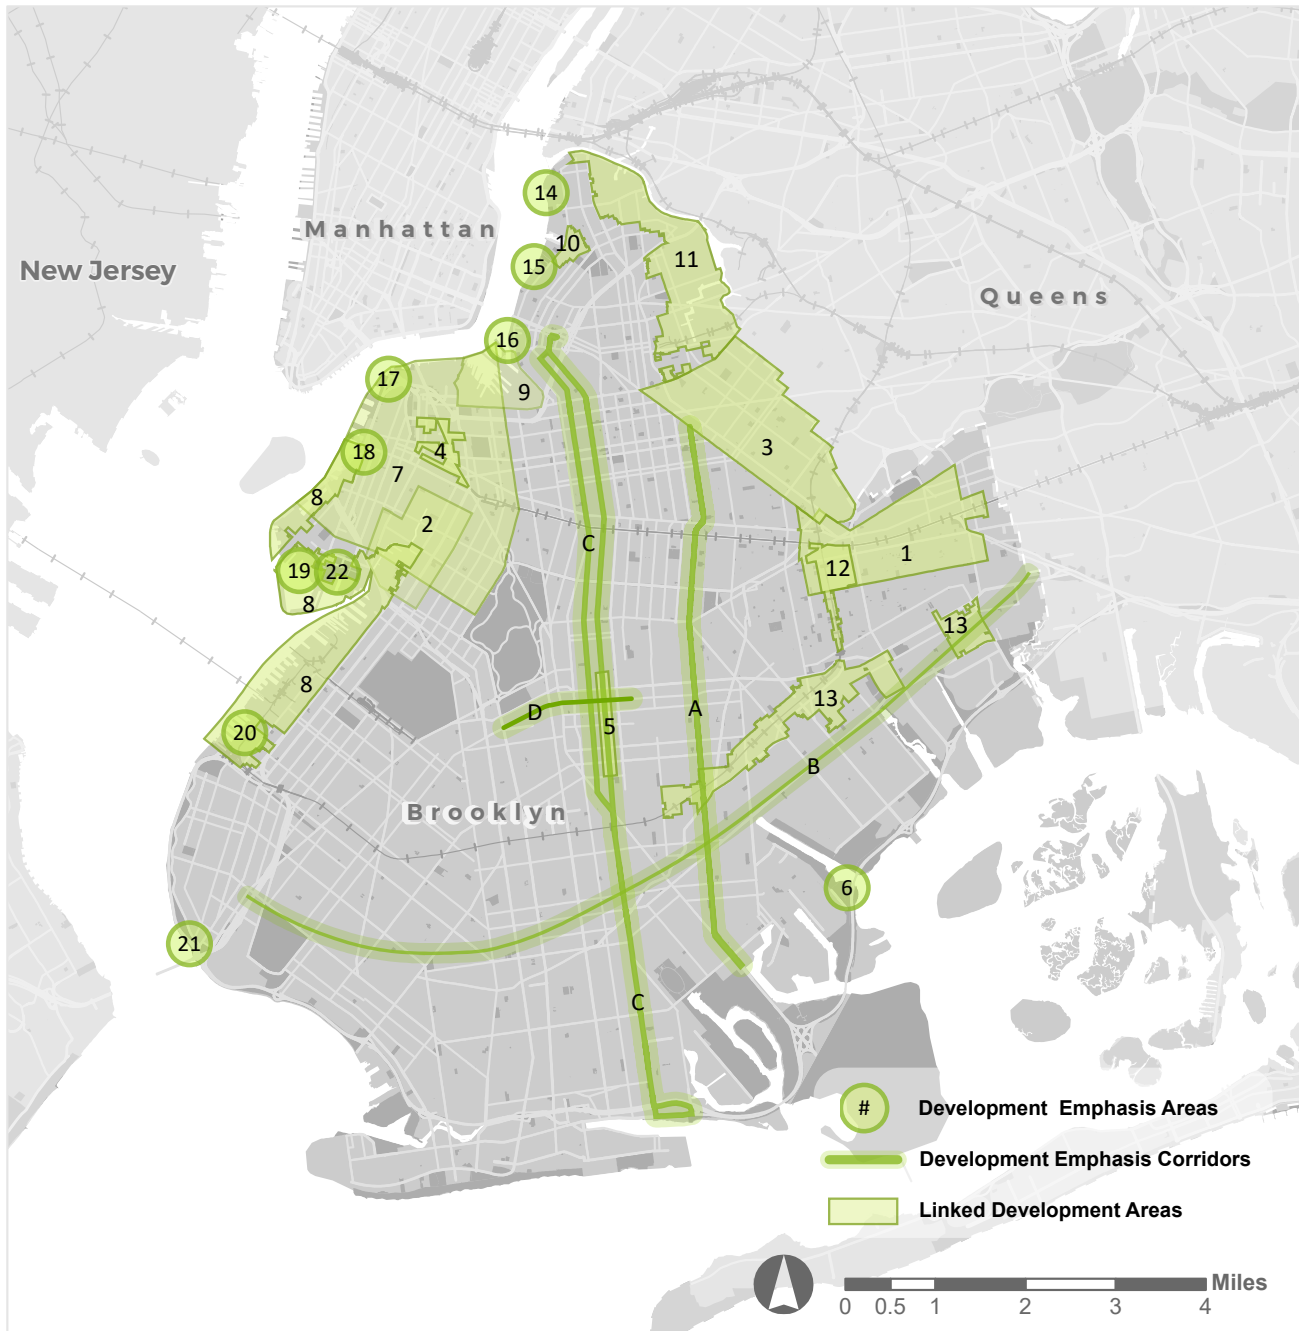 14
Manhattan
10
15
11
New Jersey
Queens
16
17
9
18
4
3
7
8
2
C
1
19
22
12
8
13
8
13
D
A
5
20
B
Brooklyn
6
21
C
# Development Emphasis Areas
Development Emphasis Corridors
Linked Development Areas
Miles
0 0.5 1 2 3 4